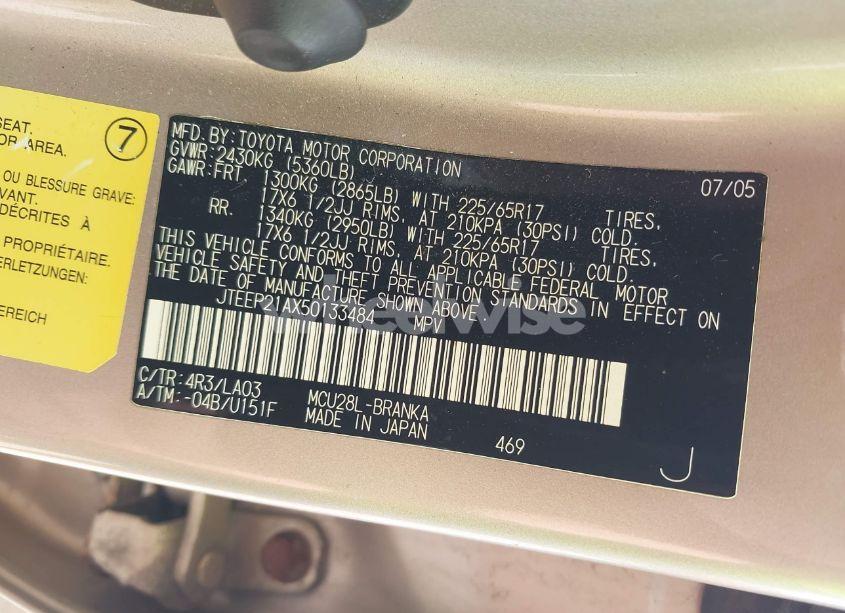 SEAT.
OR AREA.
7
OU BLESSURE GRAVE:
VANT.
DÉCRITES À
PROPRIÉTAIRE.
ERLETZUNGEN:
BEREICH
MFD. BY: TOYOTA MOTOR CORPORATION 07/05
GVWR: 2430KG (5360LB)
GAWR: FRT. 1300KG (2865LB) WITH 225/65R17 TIRES,
17X6 1/2JJ RIMS, AT 210KPA (30PSI) COLD.
RR. 1340KG (2950LB) WITH 225/65R17 TIRES,
17X6 1/2JJ RIMS, AT 210KPA (30PSI) COLD.
THIS VEHICLE CONFORMS TO ALL APPLICABLE FEDERAL MOTOR
VEHICLE SAFETY AND THEFT PREVENTION STANDARDS IN EFFECT ON
THE DATE OF MANUFACTURE SHOWN ABOVE.
JTEEP21AX50133484 MPV
C/TR: 4R3/LA03 MCU28L-BRANKA
A/TM: -04B/U151F MADE IN JAPAN 469
J